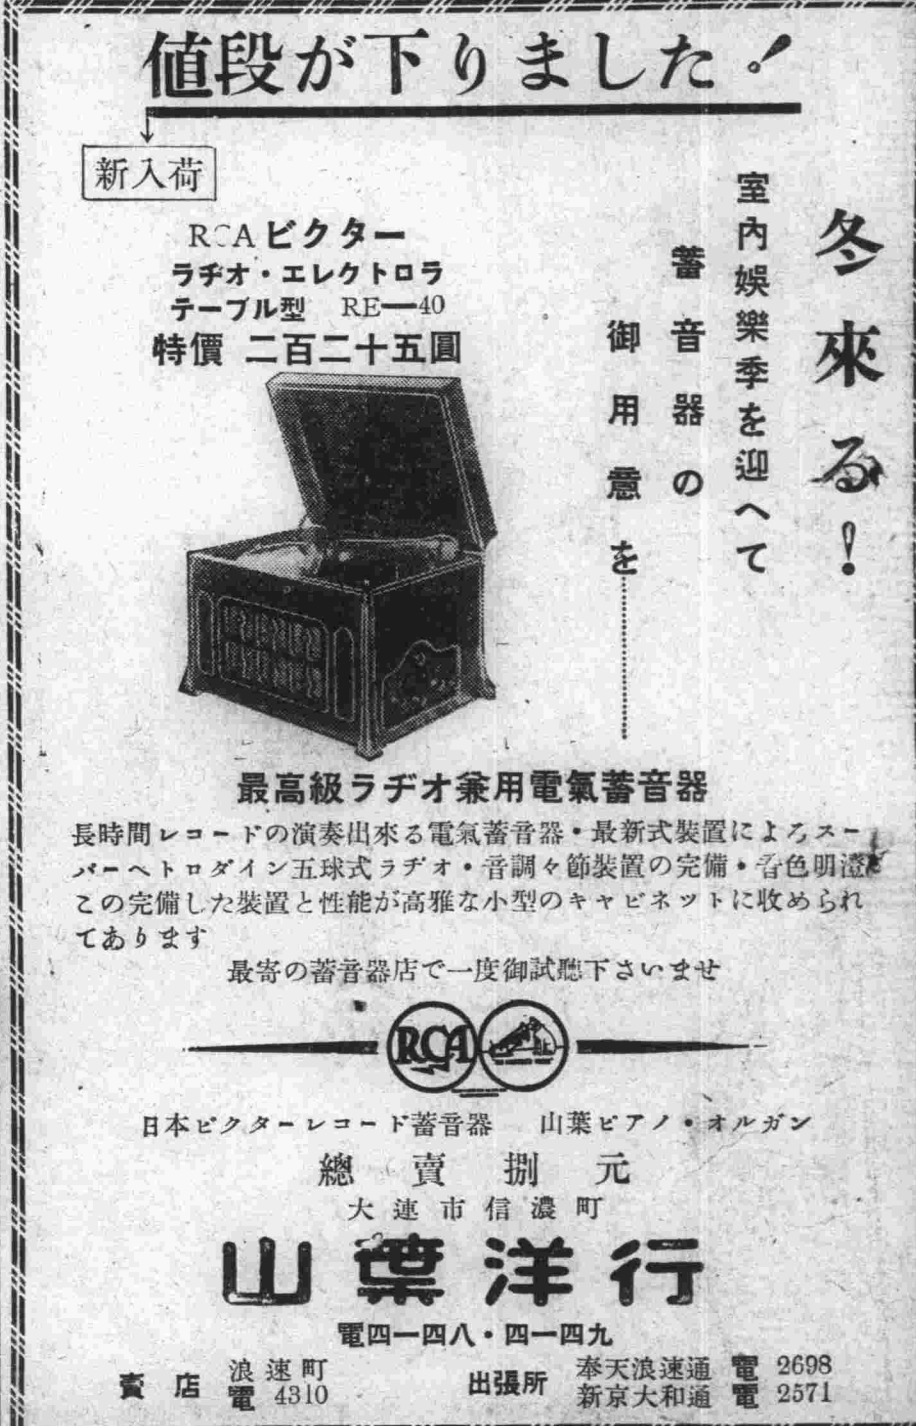 値段が下りました！
新入荷
RCAビクター
ラヂオ・エレクトロラ
テーブル型　RE—40
特價 二百二十五圓
冬來る！
室內娯樂季を迎へて
蓄音器の
御用意を…………
最高級ラヂオ兼用電氣蓄音器
長時間レコードの演奏出來る電氣蓄音器・最新式裝置によるスー
パーヘトロダイン五球式ラヂオ・音調々節裝置の完備・音色明澄
この完備した裝置と性能が高雅な小型のキャビネットに收められ
てあります
最寄の蓄音器店で一度御試聽下さいませ
RCA
日本ビクターレコード蓄音器　山葉ピアノ・オルガン
總賣捌元
大連市信濃町
山葉洋行
電四一四八・四一四九
賣店 浪速町
電 4310
出張所 奉天浪速通 電 2698
新京大和通 電 2571